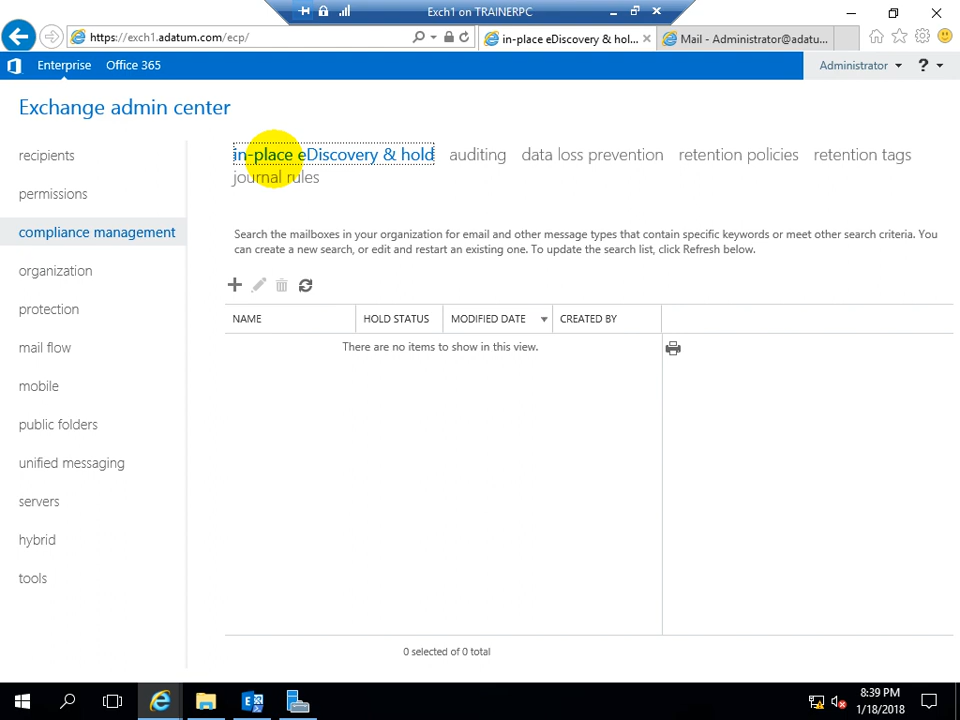 Exch1 on TRAINERPC
https://exch1.adatum.com/ecp/
in-place eDiscovery & hol...
Mail - Administrator@adatu...
Enterprise
Office 365
Administrator
?
Exchange admin center
recipients
permissions
compliance management
organization
protection
mail flow
mobile
public folders
unified messaging
servers
hybrid
tools
in-place eDiscovery & hold auditing data loss prevention retention policies retention tags
journal rules
Search the mailboxes in your organization for email and other message types that contain specific keywords or meet other search criteria. You
can create a new search, or edit and restart an existing one. To update the search list, click Refresh below.
NAME HOLD STATUS MODIFIED DATE CREATED BY
There are no items to show in this view.
0 selected of 0 total
8:39 PM
1/18/2018